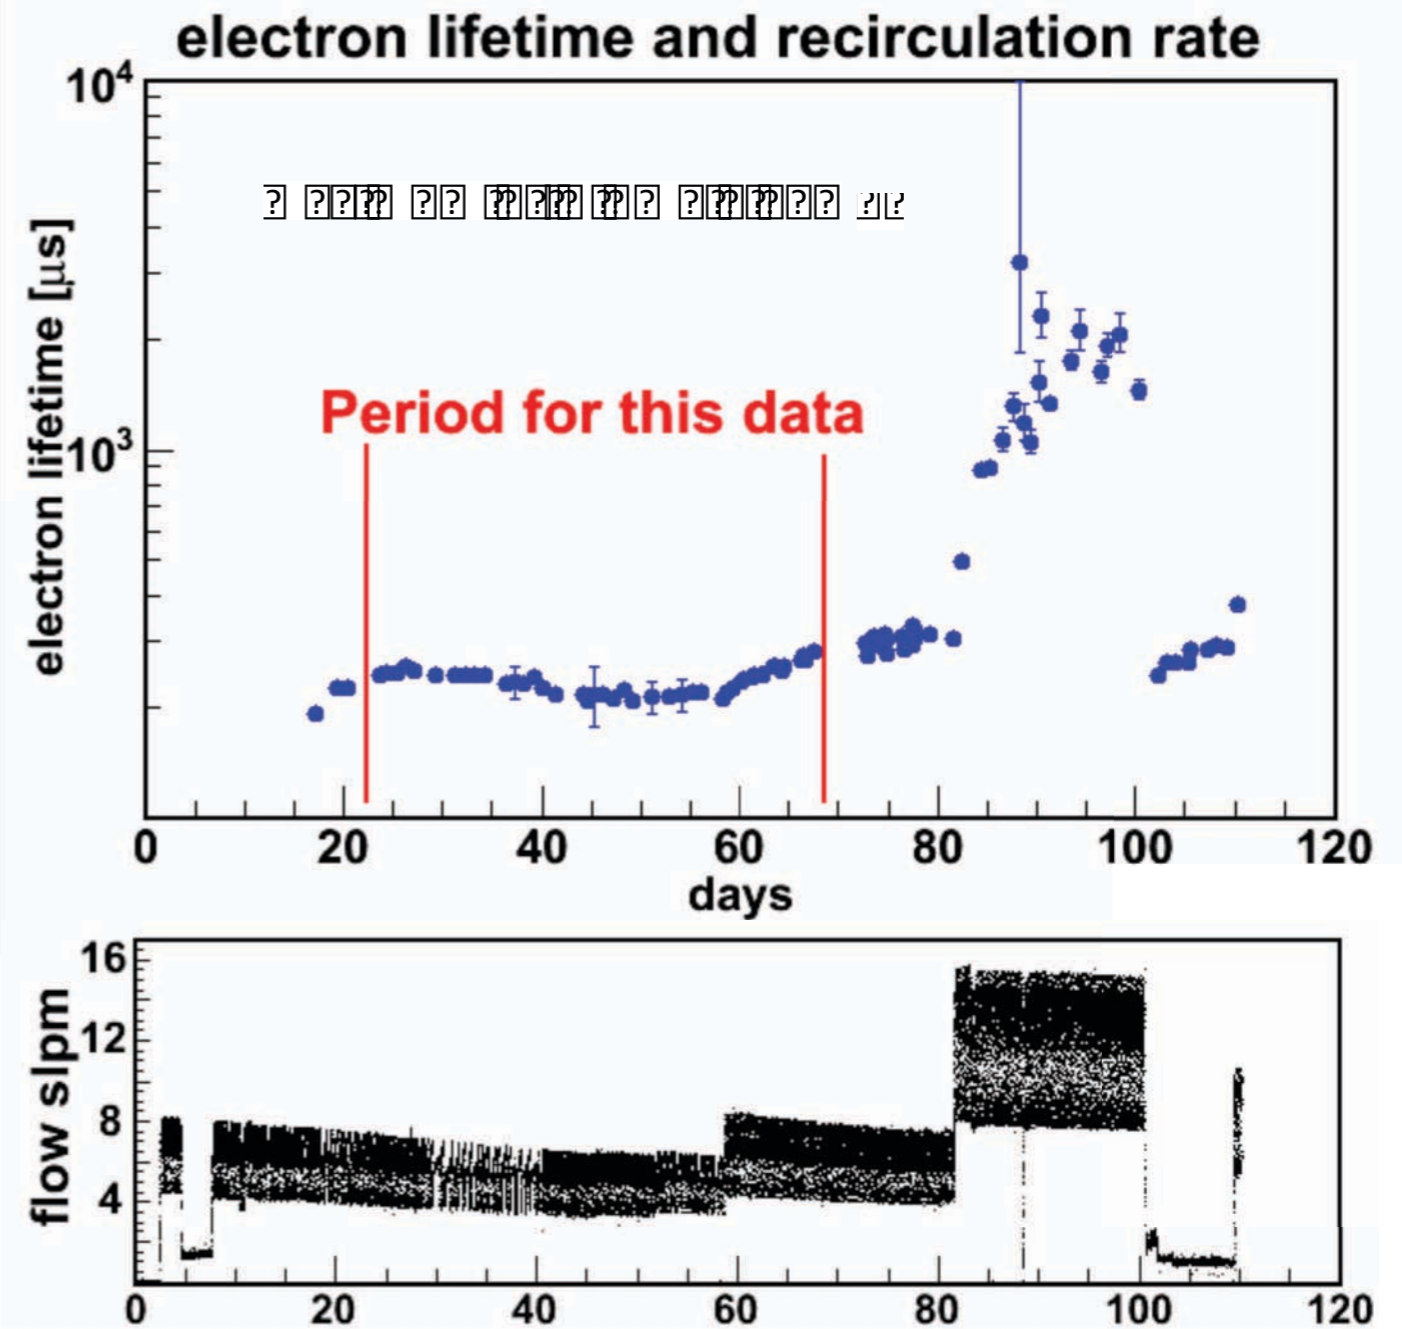 electron lifetime and recirculation rate
10⁴
electron lifetime [μs]
Period for this data
10³
0 20 40 60 80 100 120
days
16
12
8
4
flow slpm
0 20 40 60 80 100 120